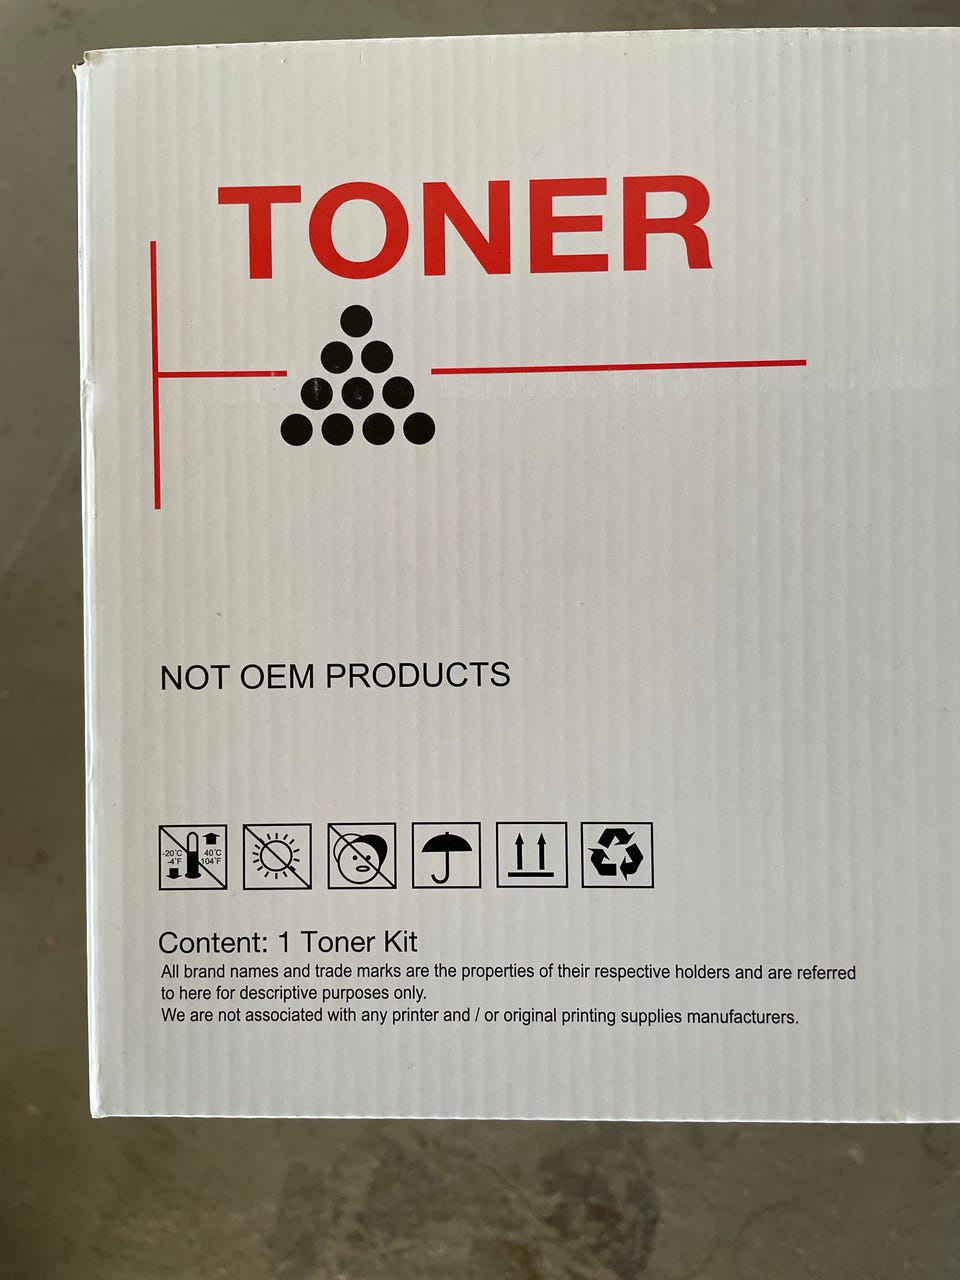 TONER
NOT OEM PRODUCTS
-20°C 40°C
-4°F 104°F
Content: 1 Toner Kit
All brand names and trade marks are the properties of their respective holders and are referred
to here for descriptive purposes only.
We are not associated with any printer and / or original printing supplies manufacturers.